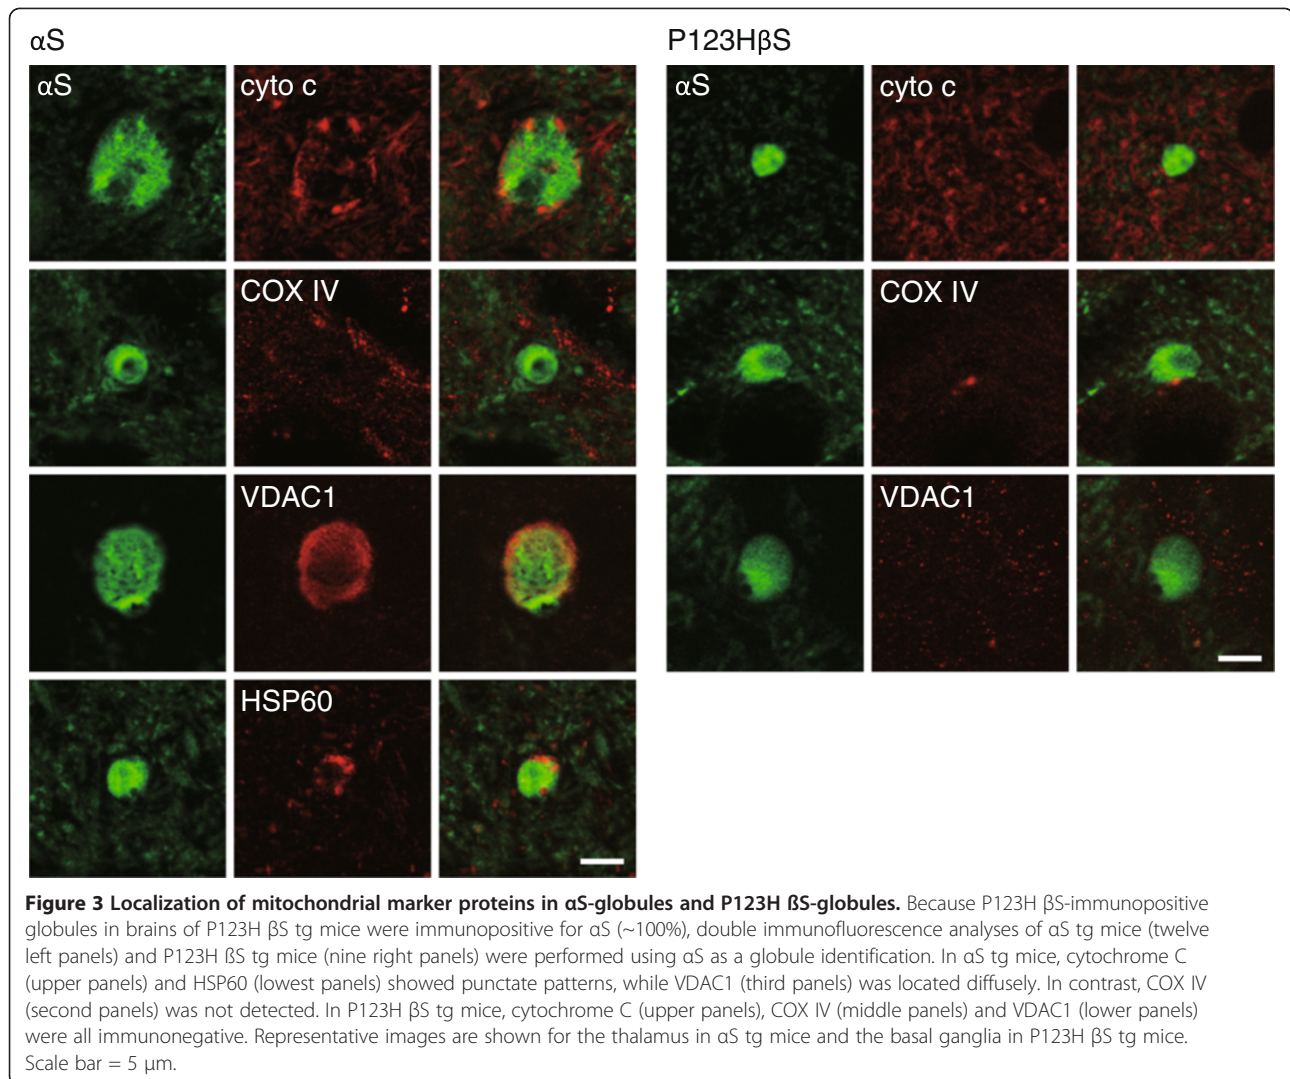 αS
P123HβS
αS
cyto c
αS
cyto c
COX IV
COX IV
VDAC1
VDAC1
HSP60
Figure 3 Localization of mitochondrial marker proteins in αS-globules and P123H ßS-globules. Because P123H βS-immunopositive
globules in brains of P123H βS tg mice were immunopositive for αS (~100%), double immunofluorescence analyses of αS tg mice (twelve
left panels) and P123H ßS tg mice (nine right panels) were performed using αS as a globule identification. In αS tg mice, cytochrome C
(upper panels) and HSP60 (lowest panels) showed punctate patterns, while VDAC1 (third panels) was located diffusely. In contrast, COX IV
(second panels) was not detected. In P123H βS tg mice, cytochrome C (upper panels), COX IV (middle panels) and VDAC1 (lower panels)
were all immunonegative. Representative images are shown for the thalamus in αS tg mice and the basal ganglia in P123H βS tg mice.
Scale bar = 5 μm.